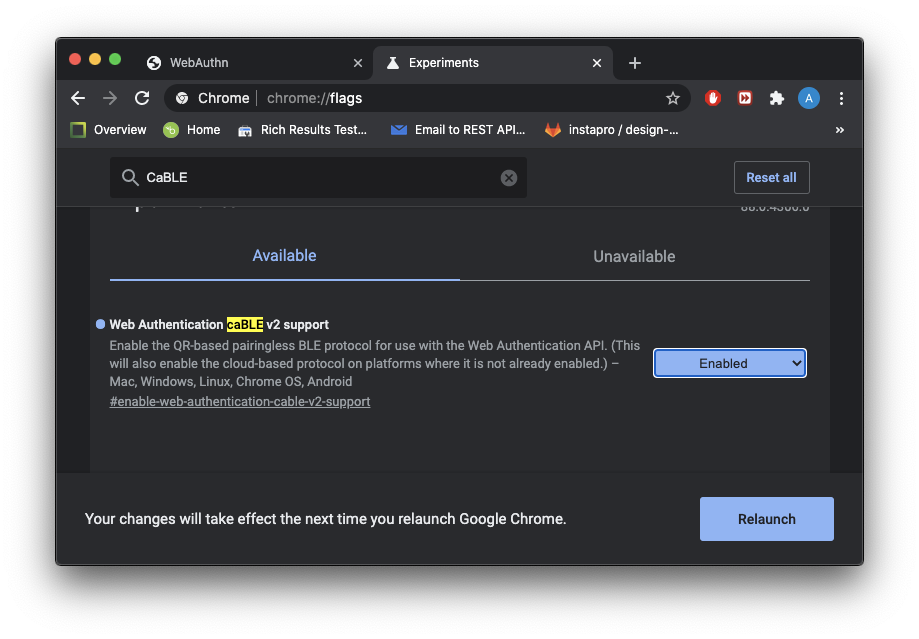 WebAuthn
Experiments
Chrome
chrome://flags
A
Overview
Home
Rich Results Test...
Email to REST API...
instapro / design-...
»
CaBLE
Reset all
Available
Unavailable
Web Authentication caBLE v2 support
Enable the QR-based pairingless BLE protocol for use with the Web Authentication API. (This
will also enable the cloud-based protocol on platforms where it is not already enabled.) –
Mac, Windows, Linux, Chrome OS, Android
#enable-web-authentication-cable-v2-support
Enabled
Your changes will take effect the next time you relaunch Google Chrome.
Relaunch